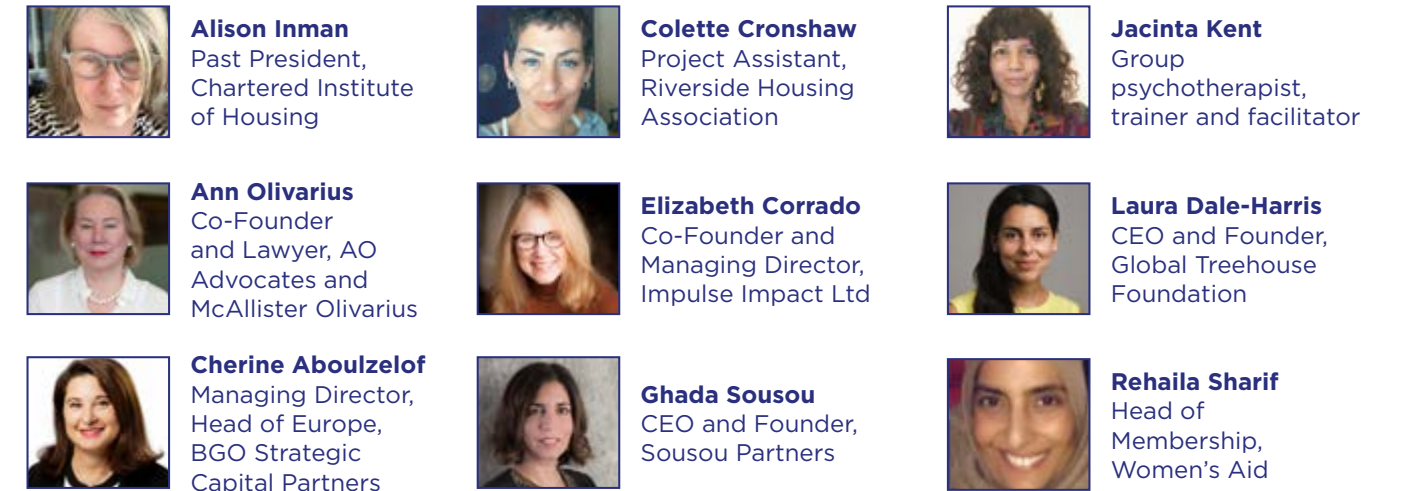 Alison Inman
Past President,
Chartered Institute
of Housing
Colette Cronshaw
Project Assistant,
Riverside Housing
Association
Jacinta Kent
Group
psychotherapist,
trainer and facilitator
Ann Olivarius
Co-Founder
and Lawyer, AO
Advocates and
McAllister Olivarius
Elizabeth Corrado
Co-Founder and
Managing Director,
Impulse Impact Ltd
Laura Dale-Harris
CEO and Founder,
Global Treehouse
Foundation
Cherine Aboulzelof
Managing Director,
Head of Europe,
BGO Strategic
Capital Partners
Ghada Sousou
CEO and Founder,
Sousou Partners
Rehaila Sharif
Head of
Membership,
Women's Aid